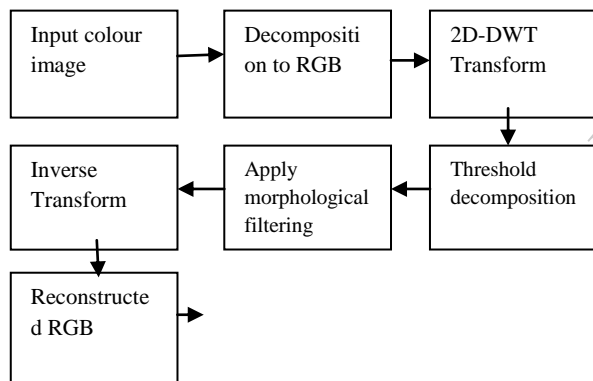 Input colour
image
Decompositi
on to RGB
2D-DWT
Transform
Inverse
Transform
Apply
morphological
filtering
Threshold
decomposition
Reconstructe
d RGB